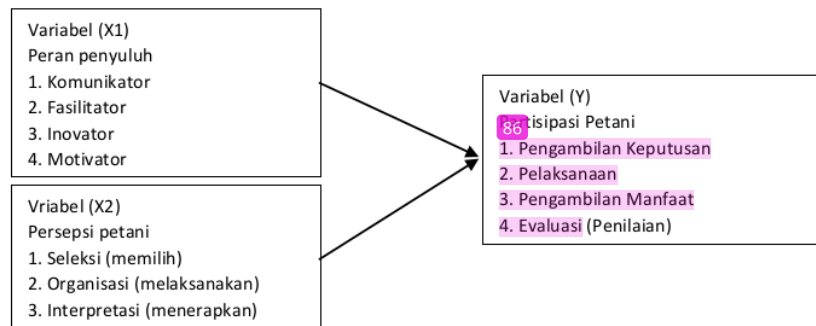 Variabel (X1)
Peran penyuluh
1. Komunikator
2. Fasilitator
3. Inovator
4. Motivator
Vriabel (X2)
Persepsi petani
1. Seleksi (memilih)
2. Organisasi (melaksanakan)
3. Interpretasi (menerapkan)
Variabel (Y)
86
Partisipasi Petani
1. Pengambilan Keputusan
2. Pelaksanaan
3. Pengambilan Manfaat
4. Evaluasi (Penilaian)